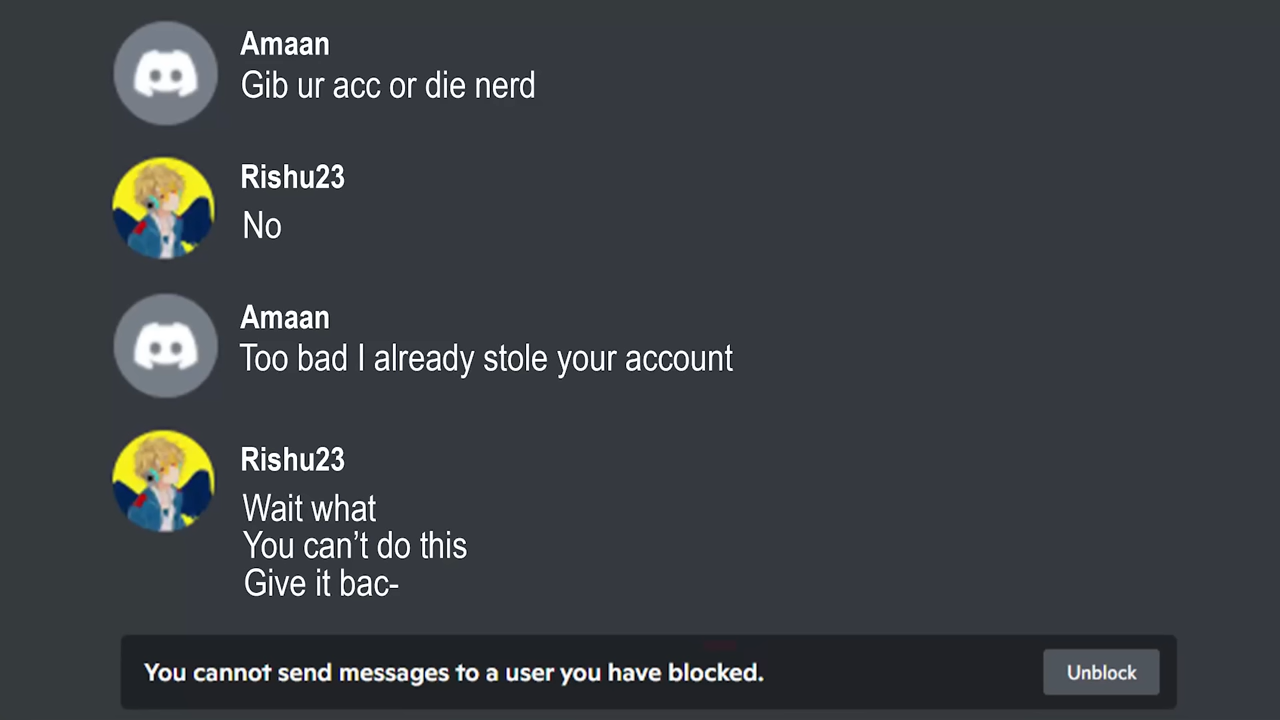 Amaan
Gib ur acc or die nerd
Rishu23
No
Amaan
Too bad I already stole your account
Rishu23
Wait what
You can’t do this
Give it bac-
You cannot send messages to a user you have blocked.
Unblock